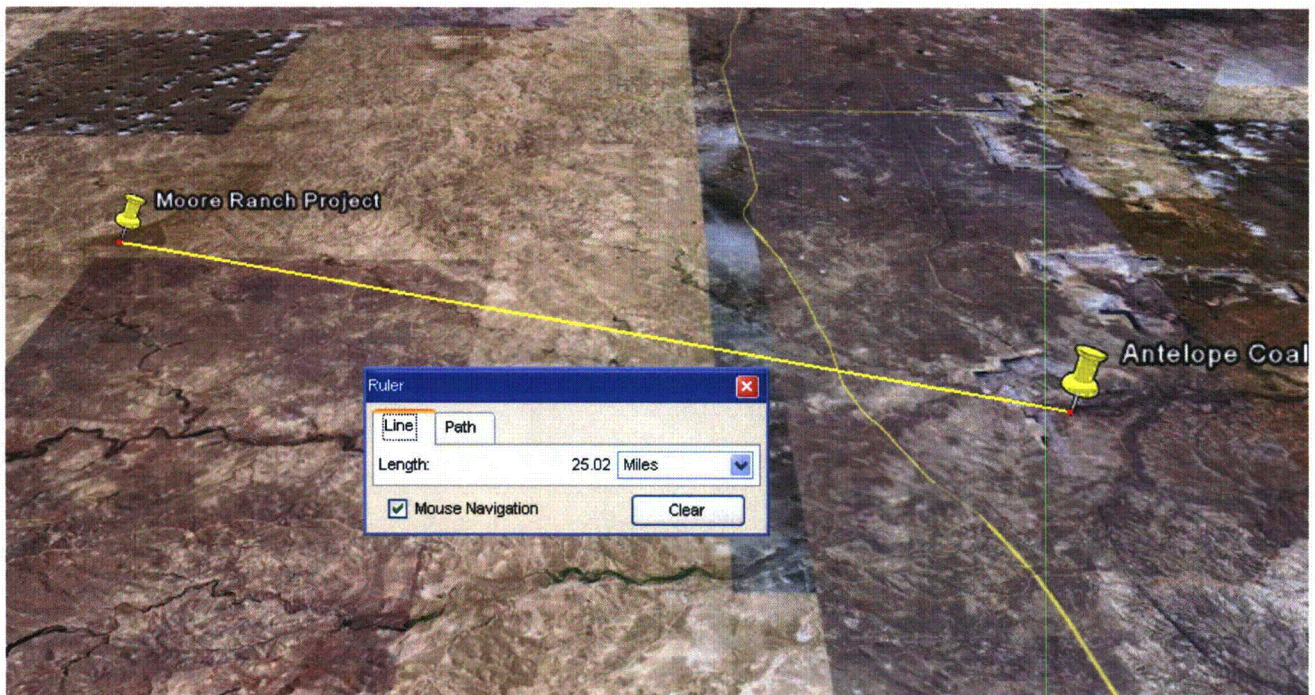 Moore Ranch Project
Antelope Coal
Ruler
Line Path
Length: 25.02 Miles
Mouse Navigation
Clear